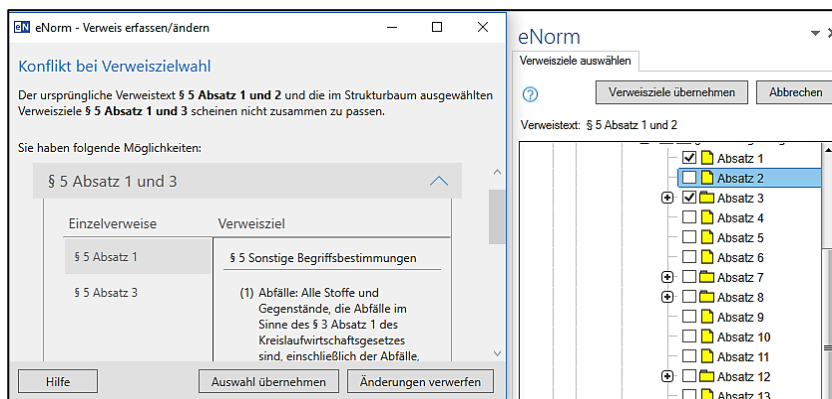 eN eNorm - Verweis erfassen/ändern
Konflikt bei Verweiszielwahl
Der ursprüngliche Verweistext § 5 Absatz 1 und 2 und die im Strukturbaum ausgewählten
Verweisziele § 5 Absatz 1 und 3 scheinen nicht zusammen zu passen.
Sie haben folgende Möglichkeiten:
§ 5 Absatz 1 und 3
Einzelverweise
Verweisziel
§ 5 Absatz 1
§ 5 Absatz 3
§ 5 Sonstige Begriffsbestimmungen
(1) Abfälle: Alle Stoffe und
Gegenstände, die Abfälle im
Sinne des § 3 Absatz 1 des
Kreislaufwirtschaftsgesetzes
sind, einschließlich der Abfälle,
Hilfe
Auswahl übernehmen
Änderungen verwerfen
eNorm
Verweisziele auswählen
?
Verweisziele übernehmen
Abbrechen
Verweistext: § 5 Absatz 1 und 2
Absatz 1
Absatz 2
Absatz 3
Absatz 4
Absatz 5
Absatz 6
Absatz 7
Absatz 8
Absatz 9
Absatz 10
Absatz 11
Absatz 12
Absatz 13